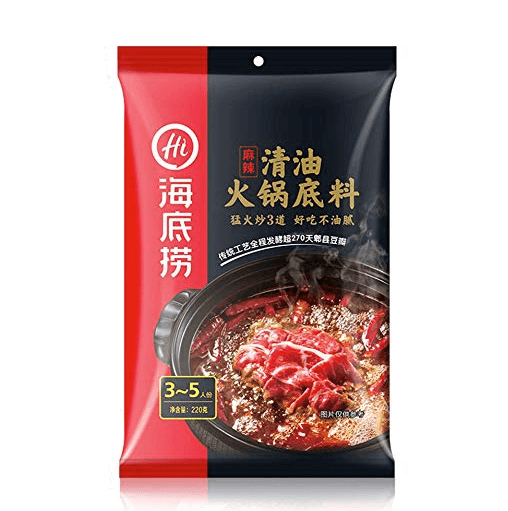 Hi
海底捞
麻辣
清油
火锅底料
猛火炒3道 好吃不油腻
传统工艺全程发酵超270天郫县豆瓣
3~5人份
净含量:220克
图片仅供参考